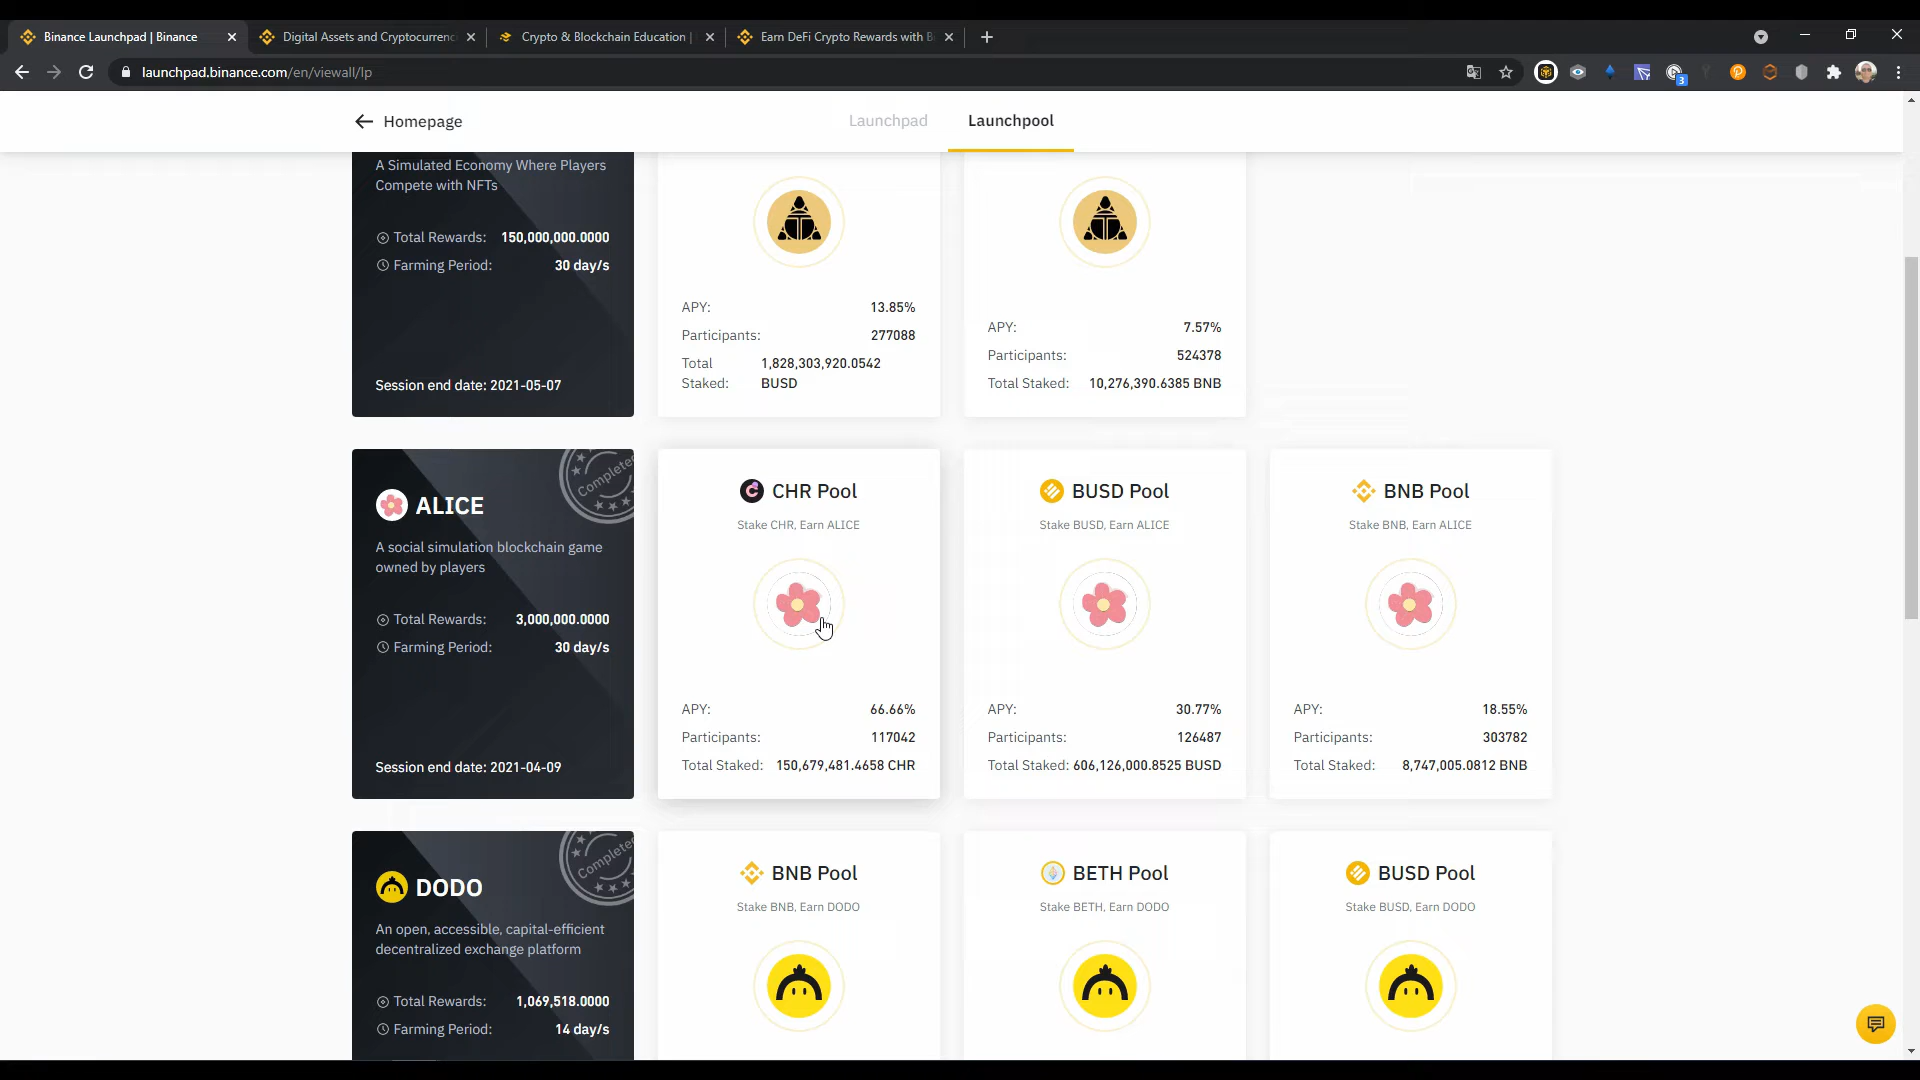 Binance Launchpad | Binance
Digital Assets and Cryptocurrenc
Crypto & Blockchain Education |
Earn DeFi Crypto Rewards with B
launchpad.binance.com/en/viewall/lp
3
Homepage
Launchpad
Launchpool
A Simulated Economy Where Players
Compete with NFTs
Total Rewards: 150,000,000.0000
Farming Period: 30 day/s
Session end date: 2021-05-07
APY: 13.85%
Participants: 277088
Total Staked: 1,828,303,920.0542 BUSD
APY: 7.57%
Participants: 524378
Total Staked: 10,276,390.6385 BNB
Completed
ALICE
A social simulation blockchain game
owned by players
Total Rewards: 3,000,000.0000
Farming Period: 30 day/s
Session end date: 2021-04-09
CHR Pool
Stake CHR, Earn ALICE
APY: 66.66%
Participants: 117042
Total Staked: 150,679,481.4658 CHR
BUSD Pool
Stake BUSD, Earn ALICE
APY: 30.77%
Participants: 126487
Total Staked: 606,126,000.8525 BUSD
BNB Pool
Stake BNB, Earn ALICE
APY: 18.55%
Participants: 303782
Total Staked: 8,747,005.0812 BNB
Completed
DODO
An open, accessible, capital-efficient
decentralized exchange platform
Total Rewards: 1,069,518.0000
Farming Period: 14 day/s
BNB Pool
Stake BNB, Earn DODO
BETH Pool
Stake BETH, Earn DODO
BUSD Pool
Stake BUSD, Earn DODO